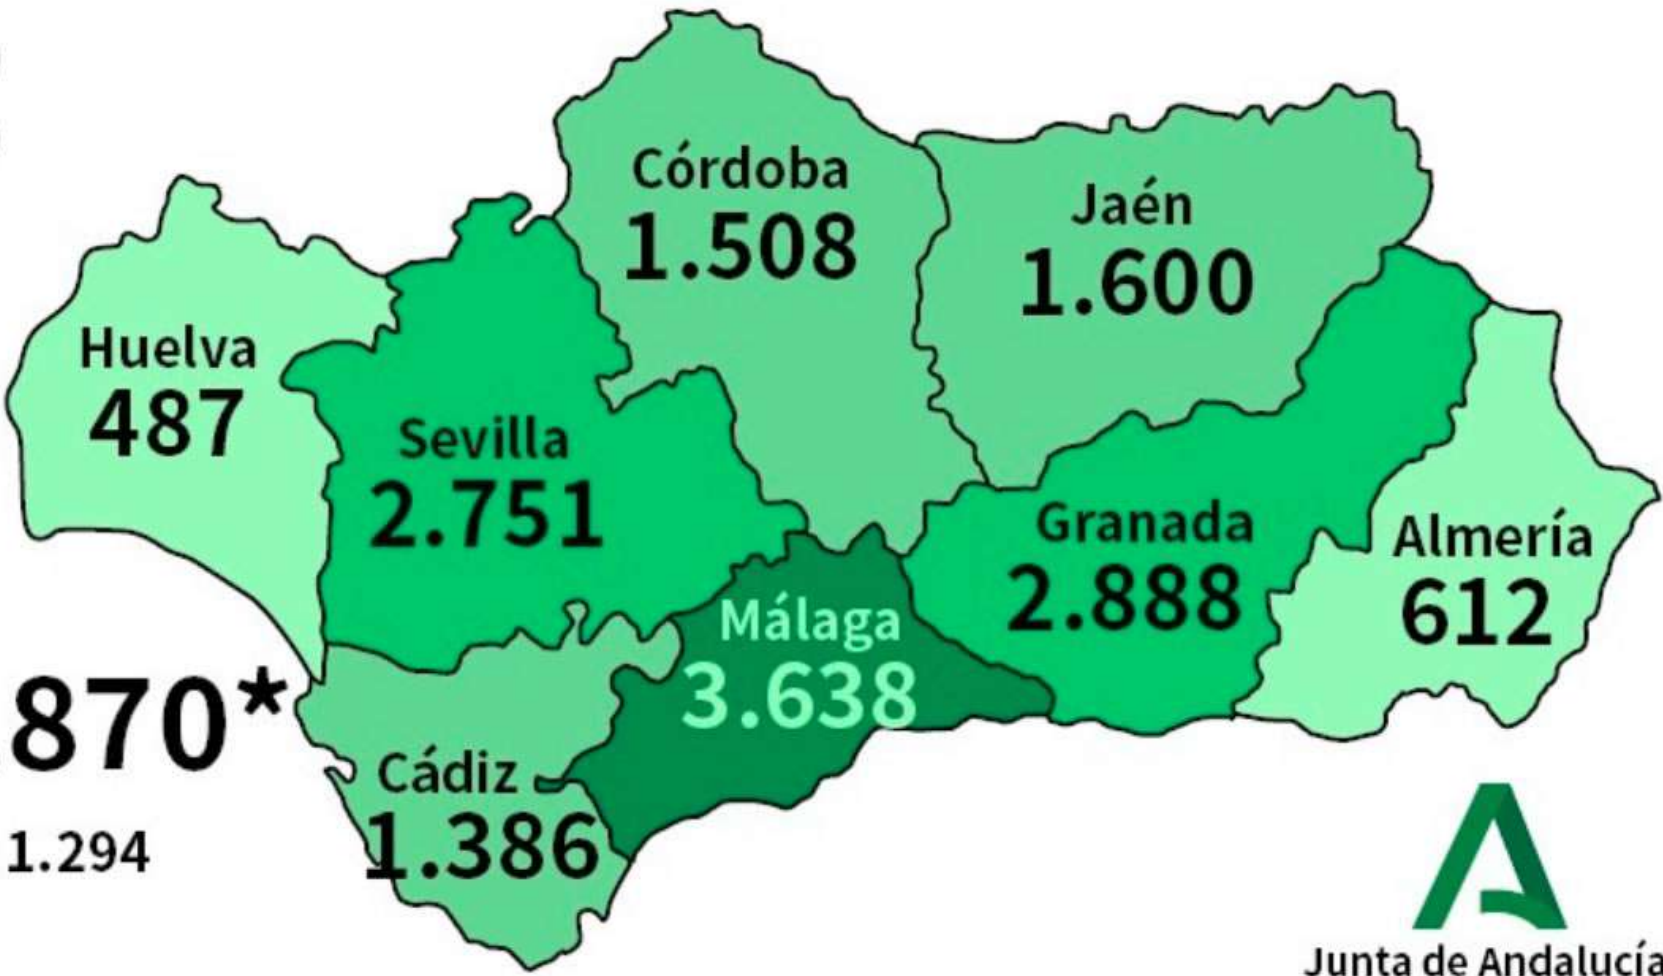 Córdoba
1.508
Jaén
1.600
Huelva
487
Sevilla
2.751
Granada
2.888
Almería
612
Málaga
3.638
870*
Cádiz
1.386
1.294
Junta de Andalucía